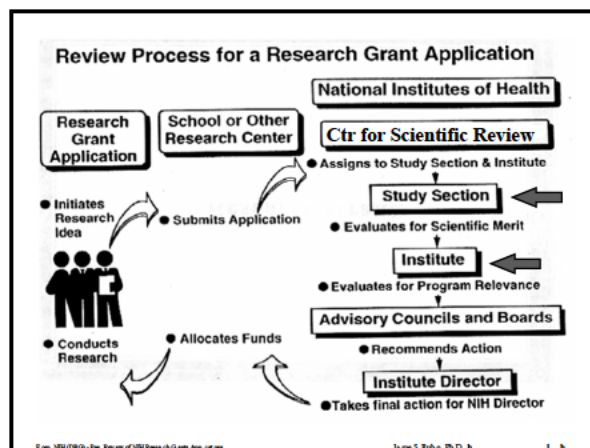 Review Process for a Research Grant Application
National Institutes of Health
Research
Grant
Application
School or Other
Research Center
Ctr for Scientific Review
Assigns to Study Section & Institute
Initiates
Research
Idea
Submits Application
Study Section
Evaluates for Scientific Merit
Institute
Evaluates for Program Relevance
Advisory Councils and Boards
Conducts
Research
Allocates Funds
Recommends Action
Institute Director
Takes final action for NIH Director